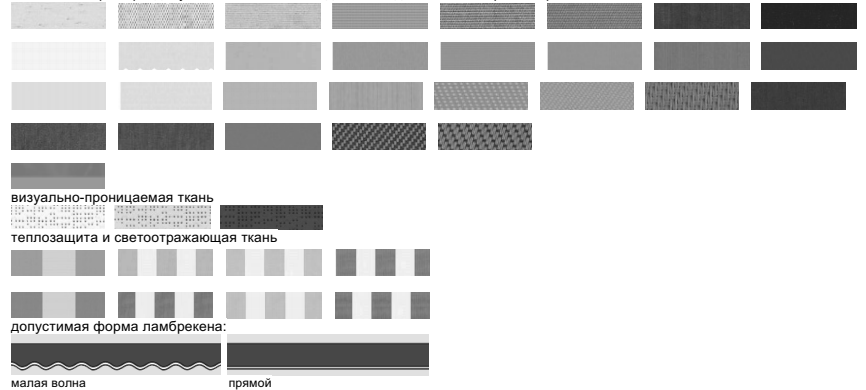 визуально-проницаемая ткань
теплозащита и светоотражающая ткань
допустимая форма ламбрекена:
малая волна
прямой